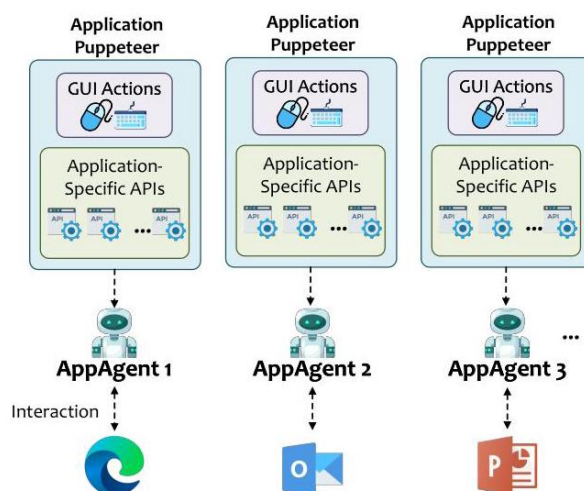 Application
Puppeteer
GUI Actions
Application-
Specific APIs
API
API
...
API
AppAgent 1
Application
Puppeteer
GUI Actions
Application-
Specific APIs
API
API
...
API
AppAgent 2
Application
Puppeteer
GUI Actions
Application-
Specific APIs
API
API
...
API
AppAgent 3
...
Interaction
O
P